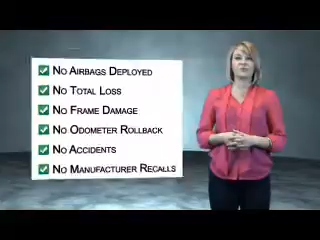 No Airbags Deployed
No Total Loss
No Frame Damage
No Odometer Rollback
No Accidents
No Manufacturer Recalls